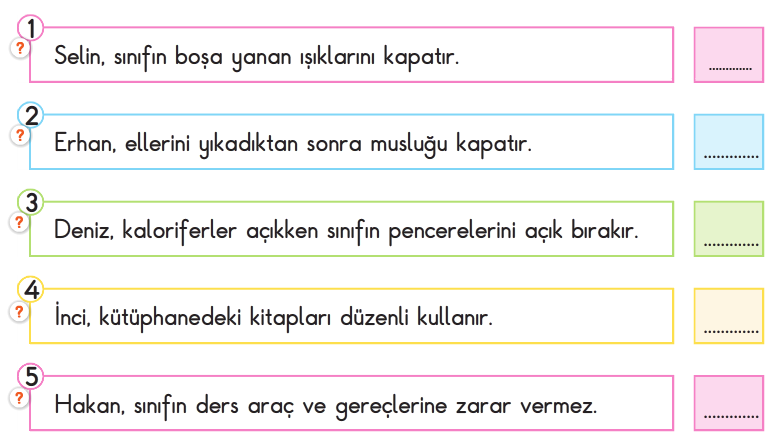 1
? Selin, sınıfın boşa yanan ışıklarını kapatır. .............
2
? Erhan, ellerini yıkadıktan sonra musluğu kapatır. .............
3
? Deniz, kaloriferler açıkken sınıfın pencerelerini açık bırakır. .............
4
? İnci, kütüphanedeki kitapları düzenli kullanır. .............
5
? Hakan, sınıfın ders araç ve gereçlerine zarar vermez. .............